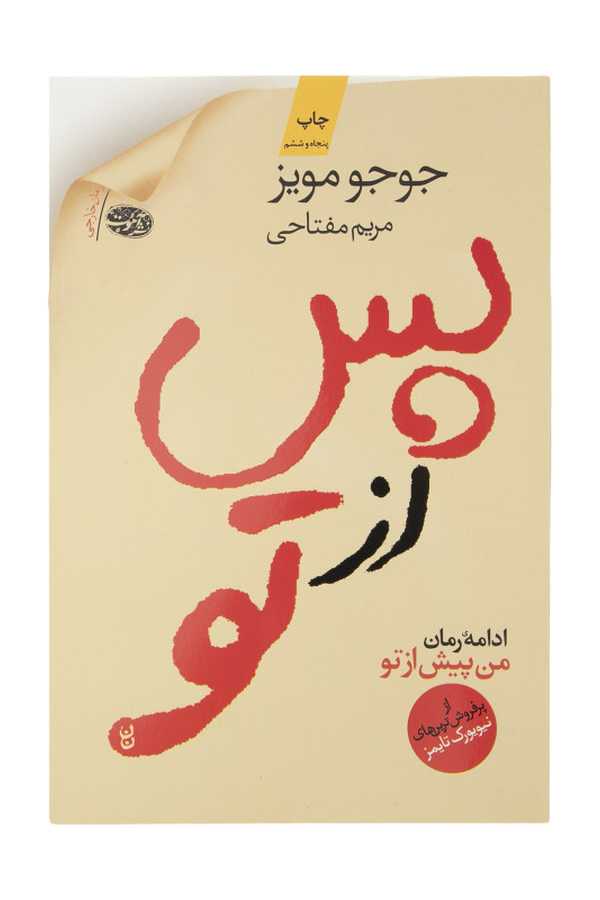 چاپ
پنجاه و ششم
جوجو مویز
مریم مفتاحی
خارجی
پس
از
تو
ادامهٔ رمان
من پیش از تو
از
پرفروش‌ترین‌های
نیویورک تایمز